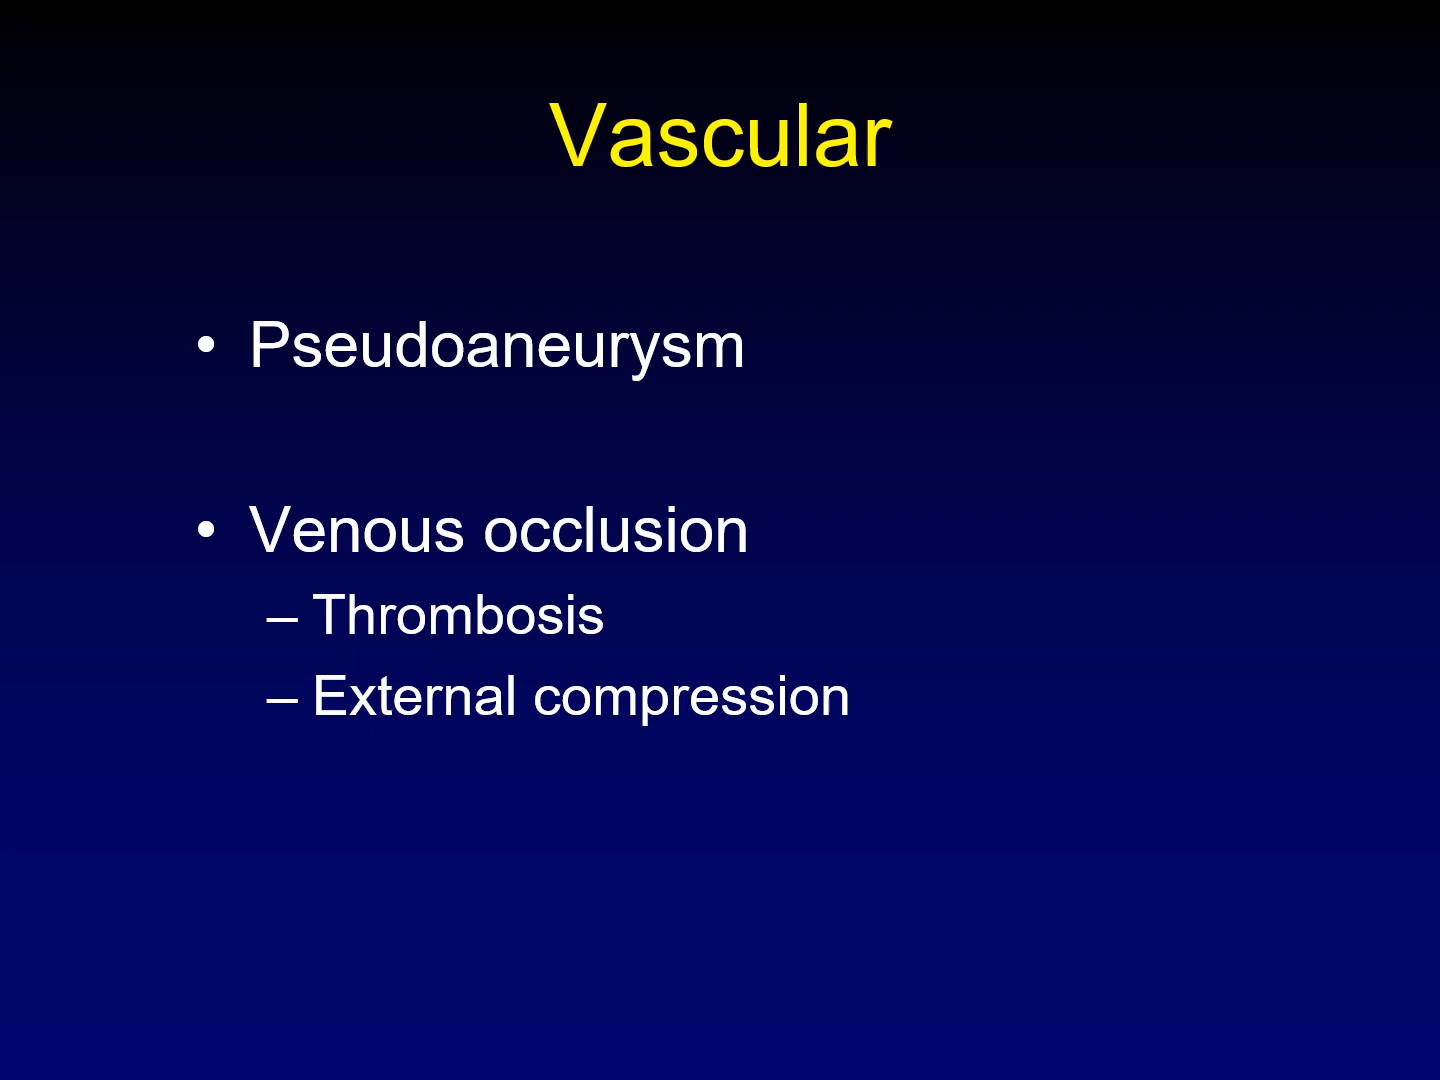 Vascular
• Pseudoaneurysm
• Venous occlusion
– Thrombosis
– External compression